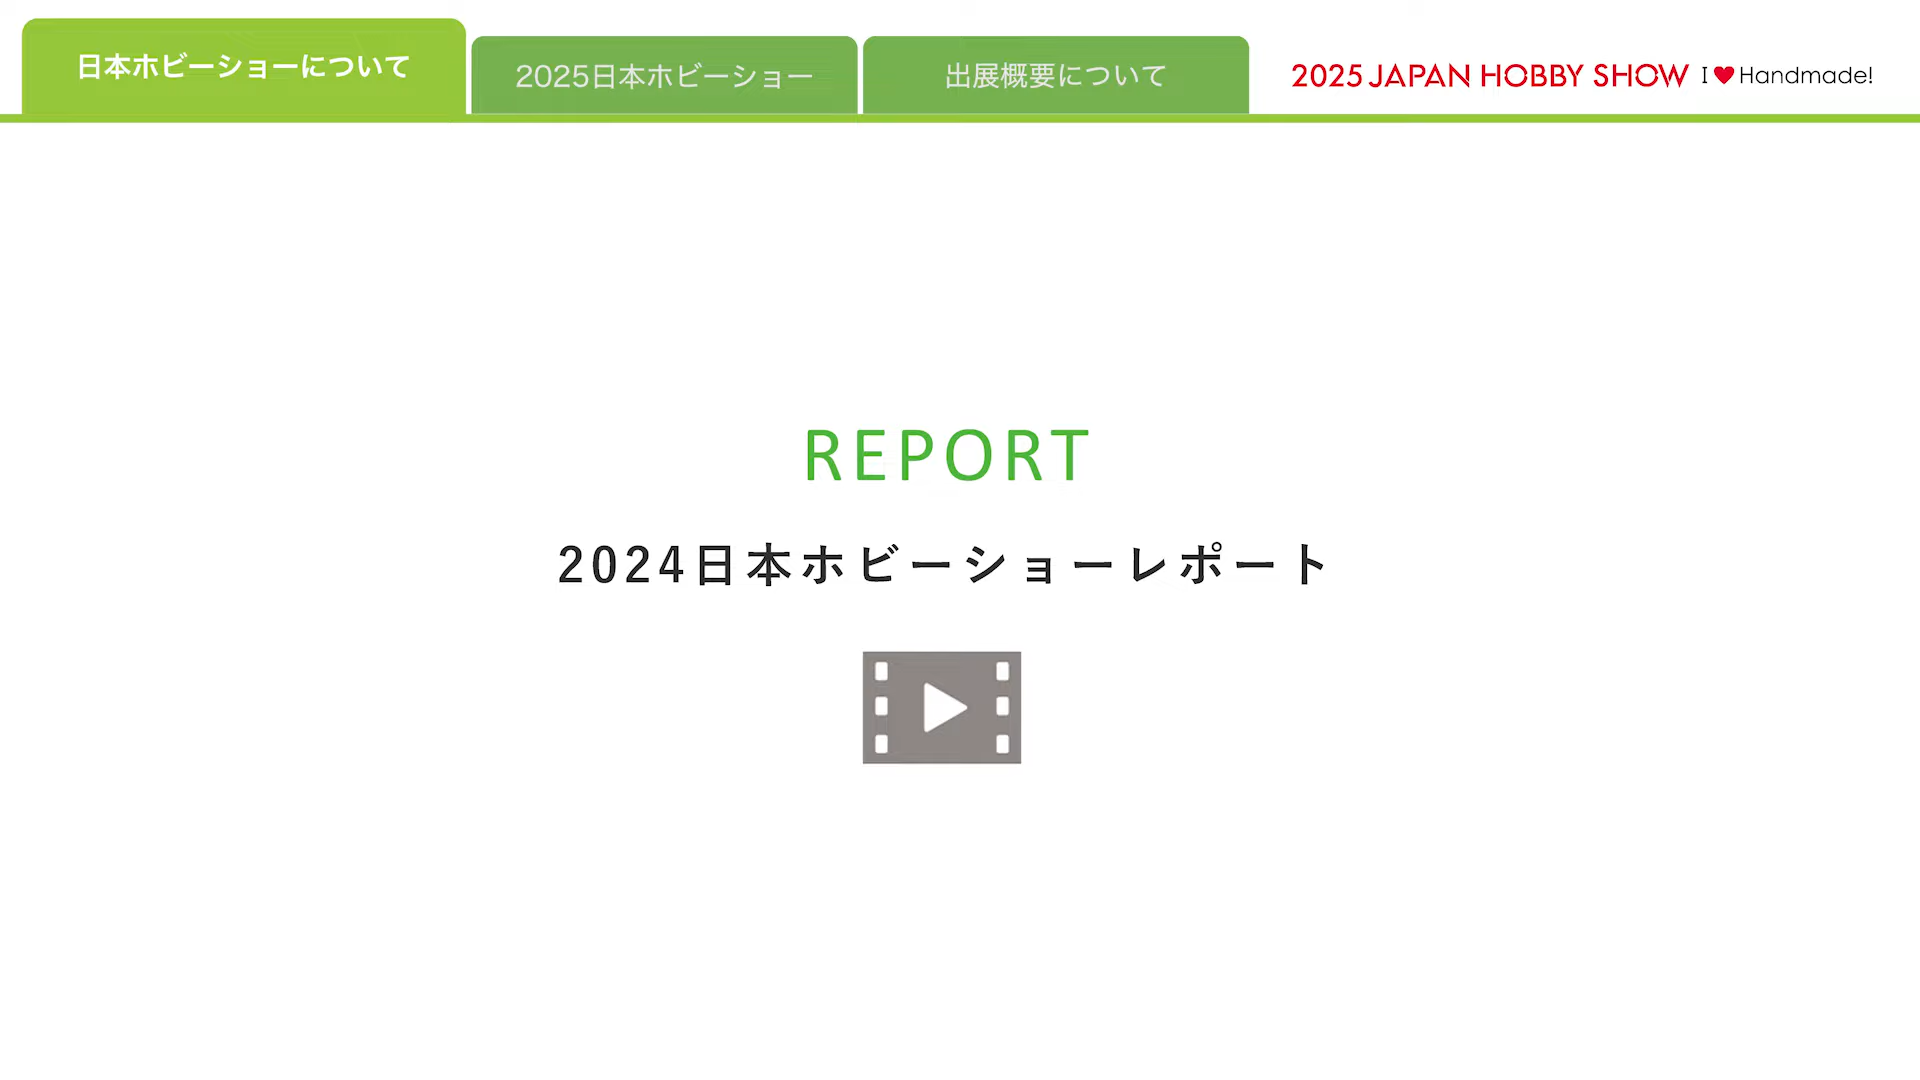 日本ホビーショーについて
2025日本ホビーショー
出展概要について
2025 JAPAN HOBBY SHOW I♥Handmade!
REPORT
2024日本ホビーショーレポート